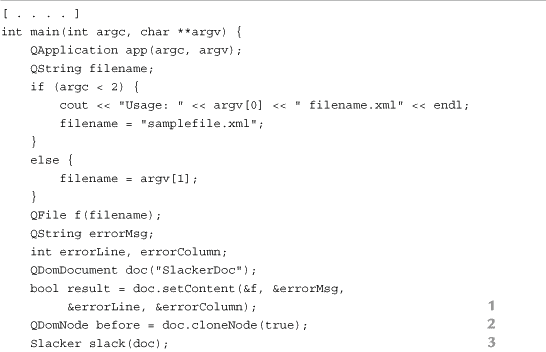 [ . . . . ]
int main(int argc, char **argv) {
    QApplication app(argc, argv);
    QString filename;
    if (argc < 2) {
        cout << "Usage: " << argv[0] << " filename.xml" << endl;
        filename = "samplefile.xml";
    }
    else {
        filename = argv[1];
    }
    QFile f(filename);
    QString errorMsg;
    int errorLine, errorColumn;
    QDomDocument doc("SlackerDoc");
    bool result = doc.setContent(&f, &errorMsg,
         &errorLine, &errorColumn); 1
    QDomNode before = doc.cloneNode(true); 2
    Slacker slack(doc); 3